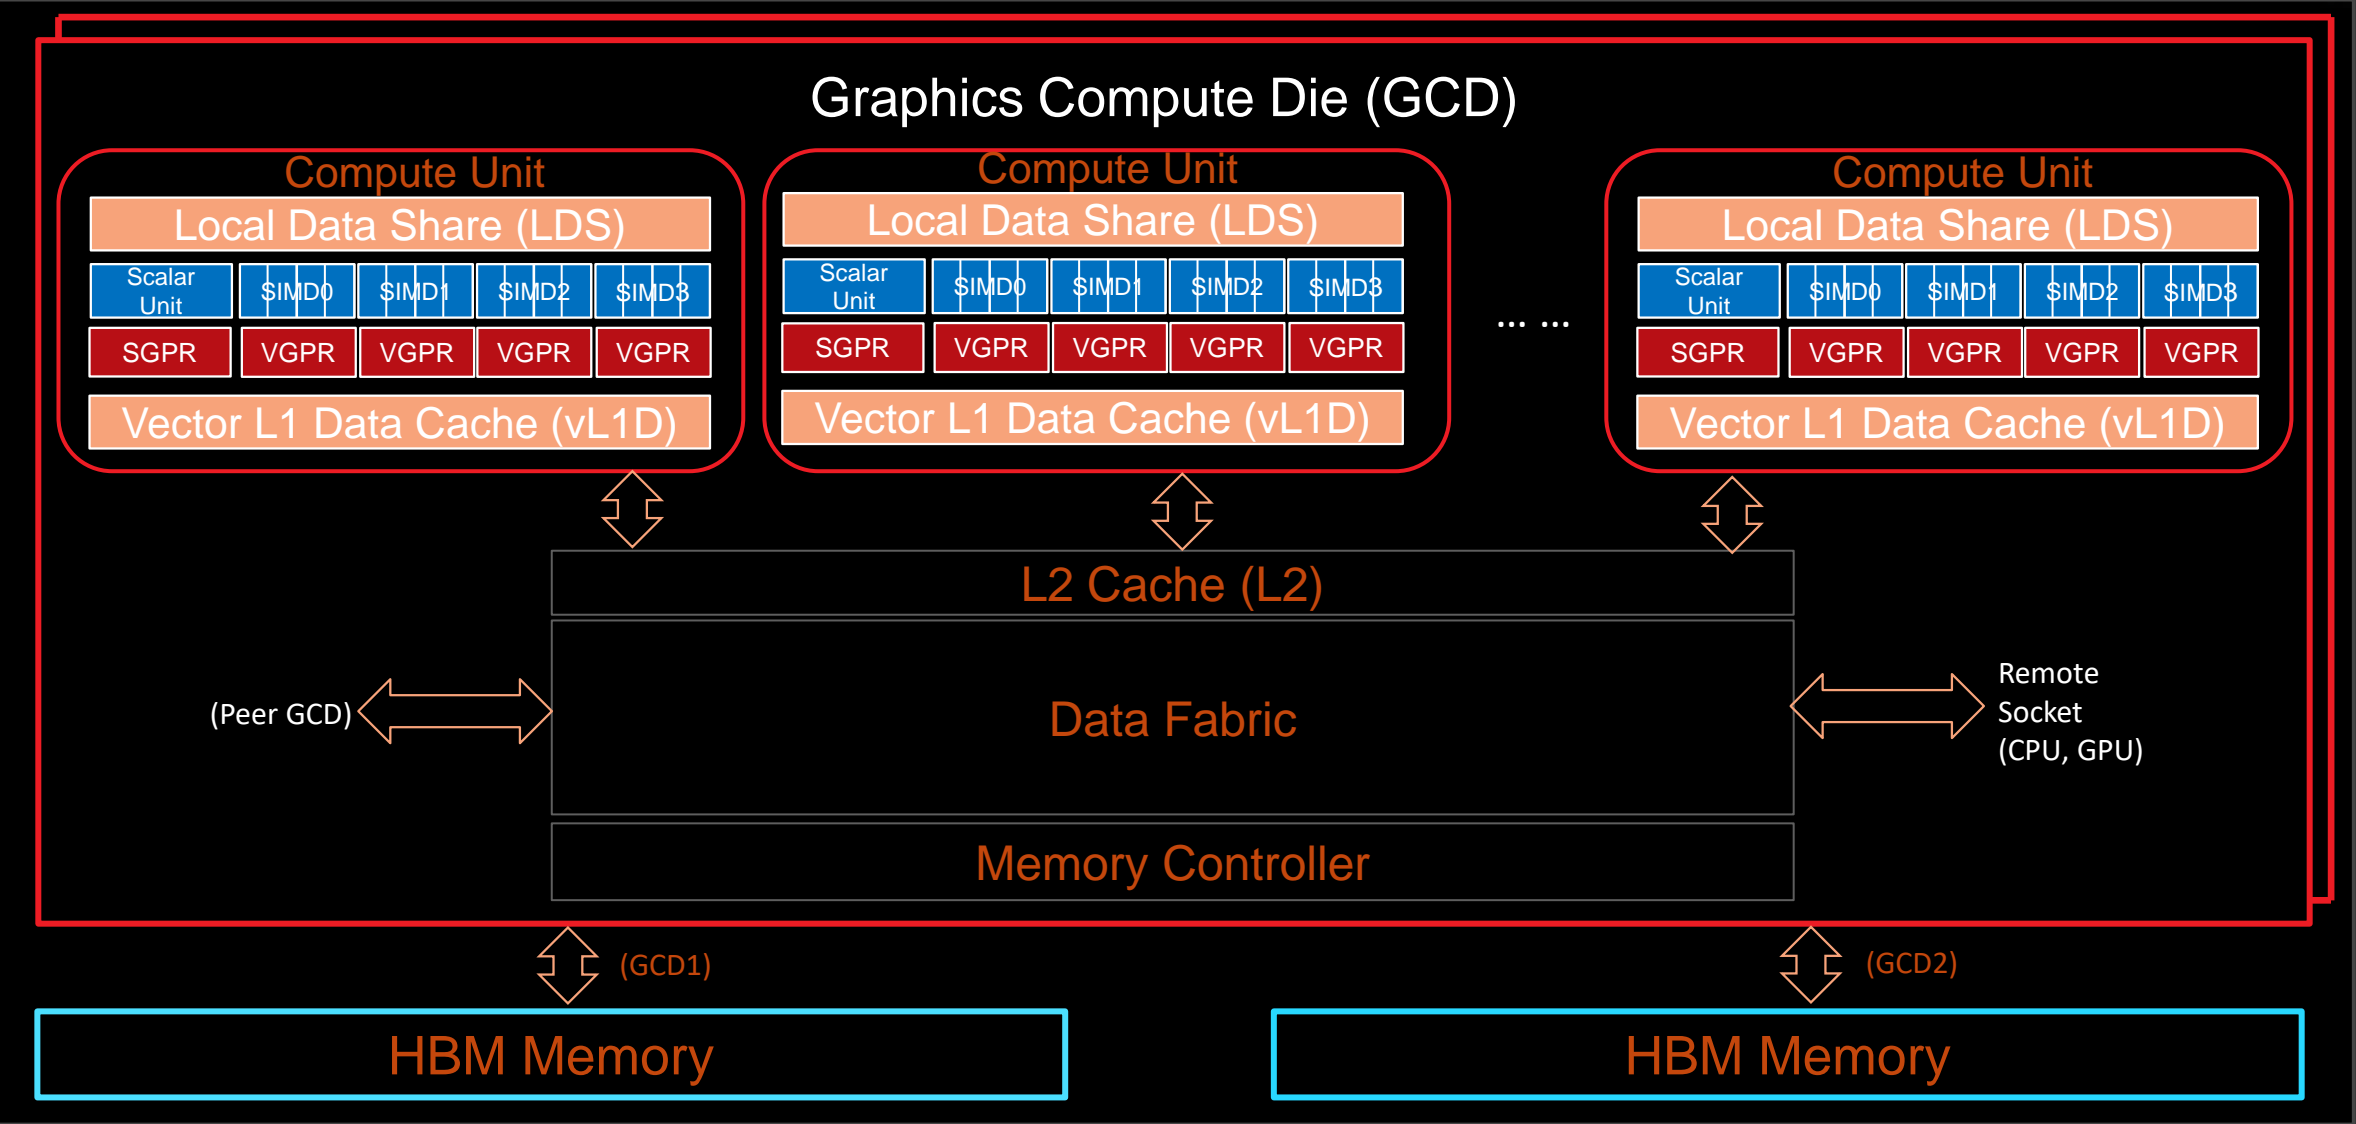 Graphics Compute Die (GCD)
Compute Unit
Local Data Share (LDS)
Scalar
Unit
SIMD0 SIMD1 SIMD2 SIMD3
SGPR VGPR VGPR VGPR VGPR
Vector L1 Data Cache (vL1D)
Compute Unit
Local Data Share (LDS)
Scalar
Unit
SIMD0 SIMD1 SIMD2 SIMD3
SGPR VGPR VGPR VGPR VGPR
Vector L1 Data Cache (vL1D)
... ...
Compute Unit
Local Data Share (LDS)
Scalar
Unit
SIMD0 SIMD1 SIMD2 SIMD3
SGPR VGPR VGPR VGPR VGPR
Vector L1 Data Cache (vL1D)
L2 Cache (L2)
(Peer GCD)
Data Fabric
Remote
Socket
(CPU, GPU)
Memory Controller
(GCD1)
(GCD2)
HBM Memory
HBM Memory